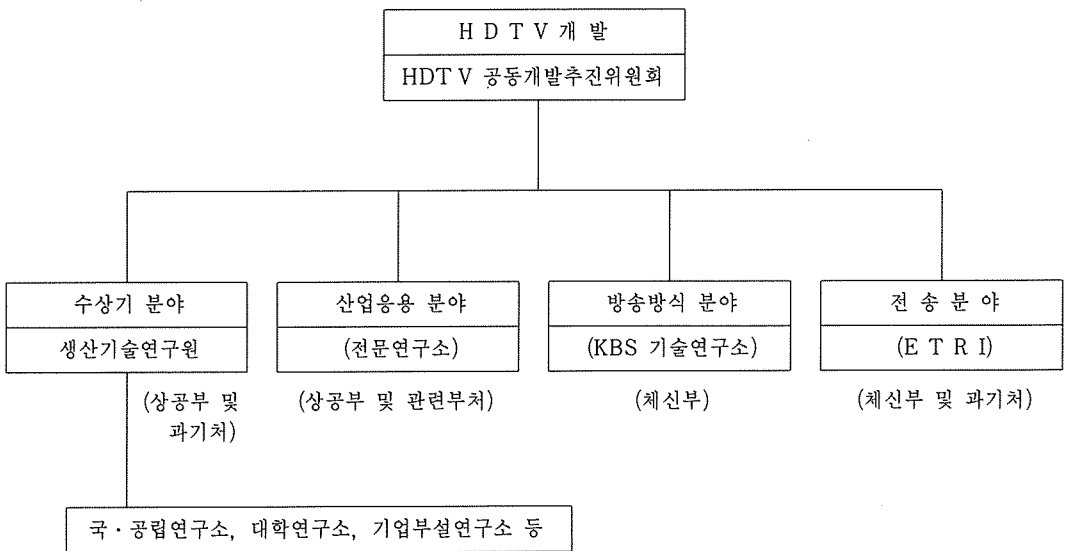 H D T V 개 발
HDT V 공동개발추진위원회
수상기 분야
생산기술연구원
(상공부 및
과기처)
산업응용 분야
(전문연구소)
(상공부 및 관련부처)
방송방식 분야
(KBS 기술연구소)
(체신부)
전 송 분 야
(E T R I)
(체신부 및 과기처)
국·공립연구소, 대학연구소, 기업부설연구소 등